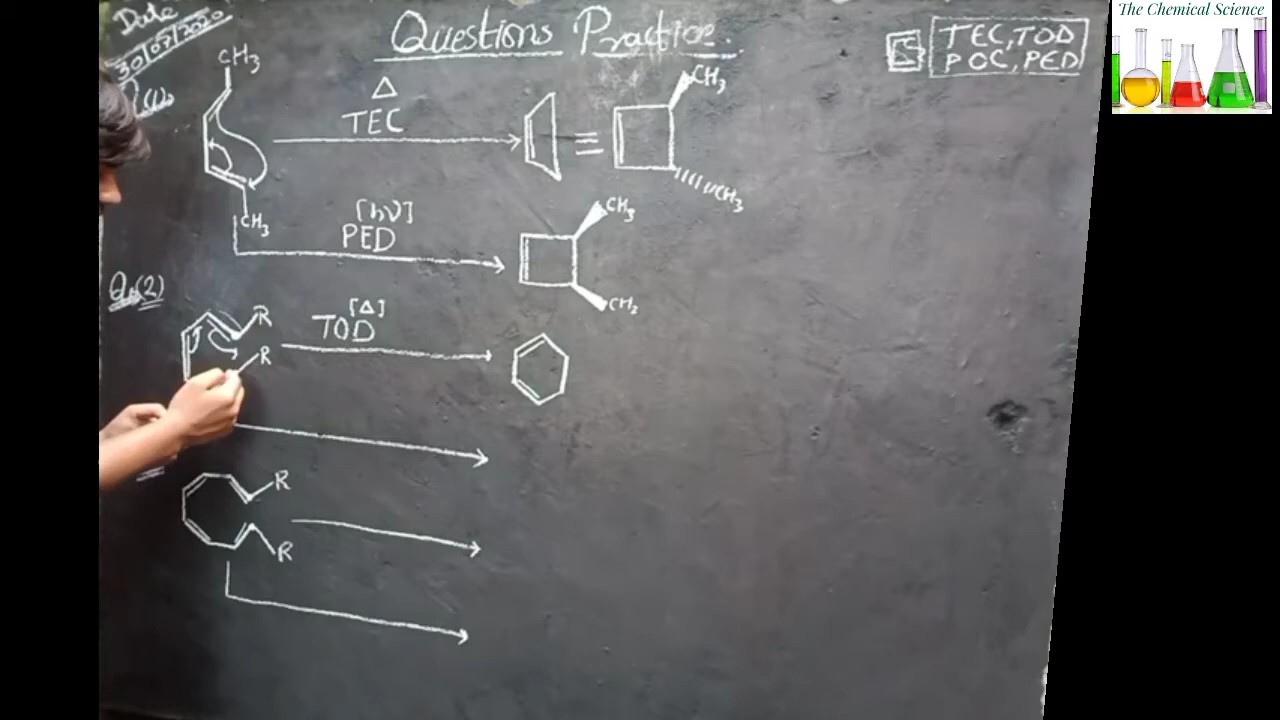 The Chemical Science
Date
30/07/2020
Questions Practice.
TEC, TOD
POC, PED
Q(1)
CH₃
Δ
TEC
CH₃
CH₃
CH₃
[hν]
PED
CH₃
CH₃
Q.(2)
R
R
[Δ]
TOD
R
R